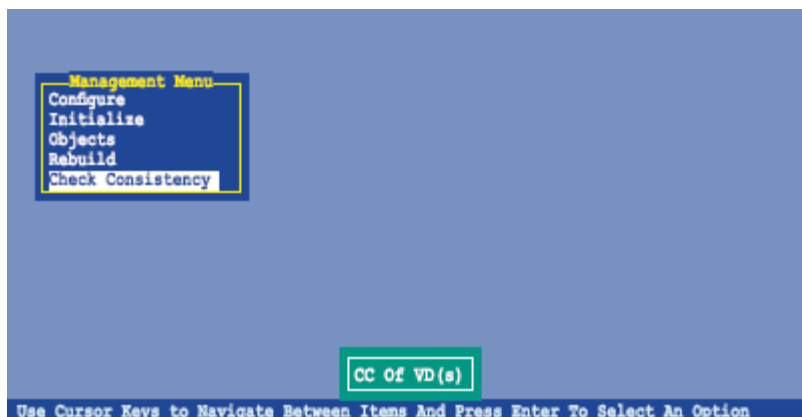 Management Menu
Configure
Initialize
Objects
Rebuild
Check Consistency
CC Of VD(s)
Use Cursor Keys to Navigate Between Items And Press Enter To Select An Option